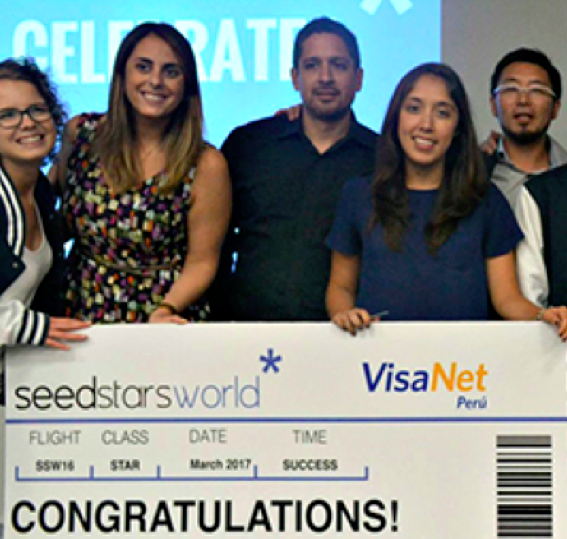 CELEBRATE
seedstarsworld*
VisaNet
Perú
FLIGHT CLASS DATE TIME
SSW16 STAR March 2017 SUCCESS
CONGRATULATIONS!